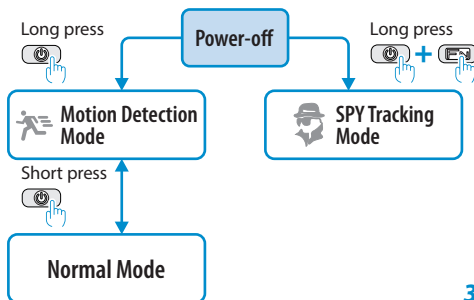 Long press
Power-off
Long press
Motion Detection
Mode
SPY Tracking
Mode
Short press
Normal Mode
3